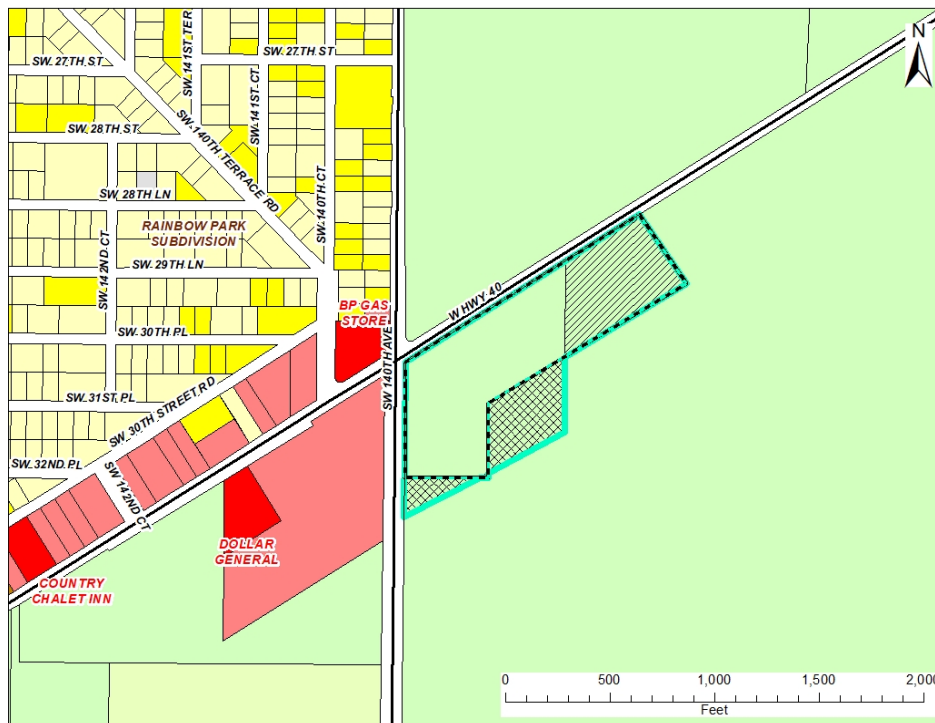 N
SW 27TH ST
SW 27TH ST
SW 141ST TER
SW 141ST CT
SW 140TH TERRACE RD
SW 28TH ST
SW 28TH LN
SW 140TH CT
RAINBOW PARK
SUBDIVISION
SW 142ND CT
SW 29TH LN
W HWY 40
BP GAS
STORE
SW 30TH PL
SW 140TH AVE
SW 31ST PL
SW 30TH STREET RD
SW 32ND PL
SW 142ND CT
DOLLAR
GENERAL
COUNTRY
CHALET INN
0 500 1,000 1,500 2,00
Feet